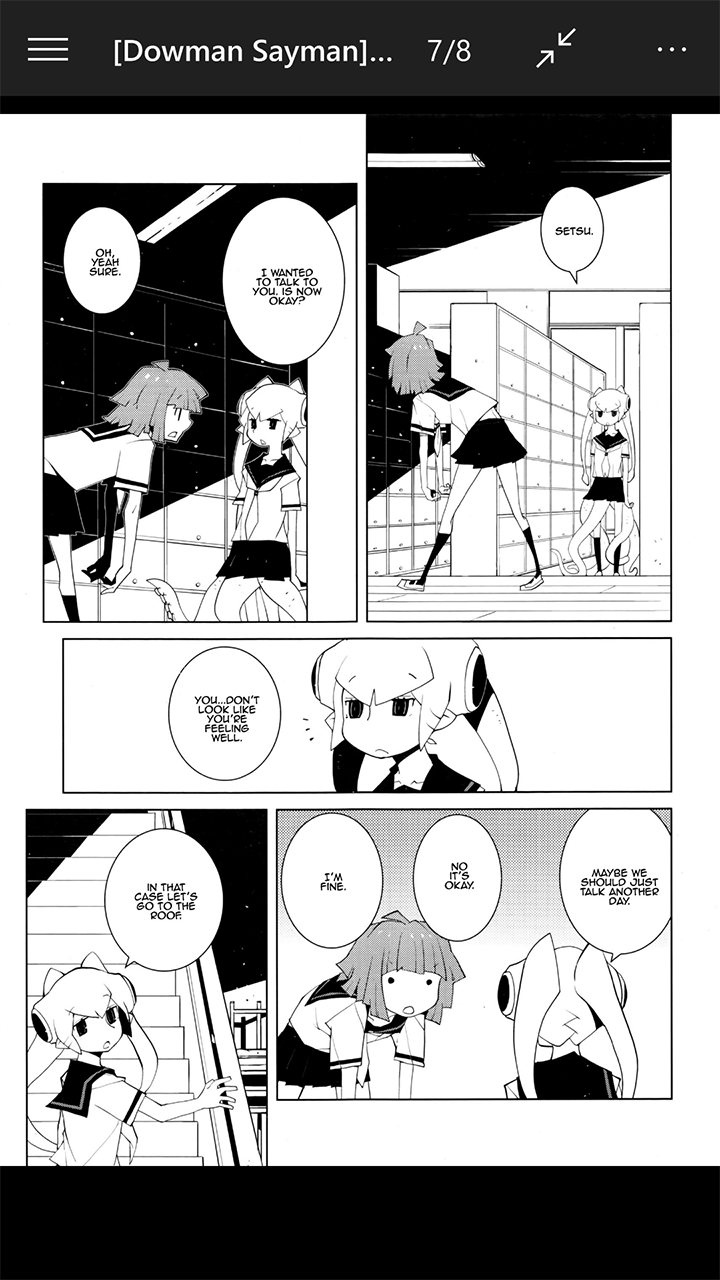 [Dowman Sayman]...
7/8
SETSU.
I WANTED
TO TALK TO
YOU. IS NOW
OKAY?
OH,
YEAH
SURE.
YOU...DON'T
LOOK LIKE
YOU'RE
FEELING
WELL.
MAYBE WE
SHOULD JUST
TALK ANOTHER
DAY.
NO
IT'S
OKAY.
I'M
FINE.
IN THAT
CASE LET'S
GO TO THE
ROOF.